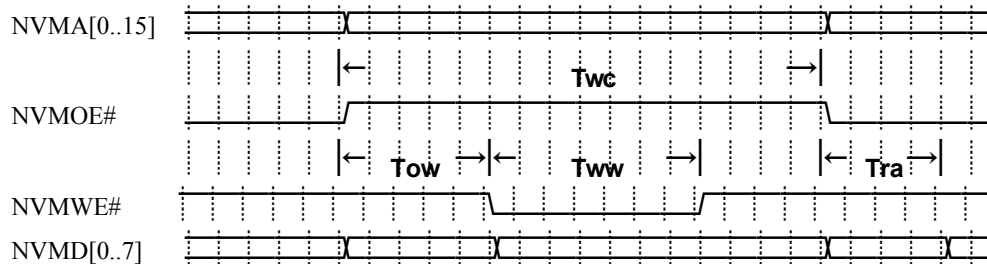 NVMA[0..15]
Twc
NVMOE#
Tow Tww Tra
NVMWE#
NVMD[0..7]